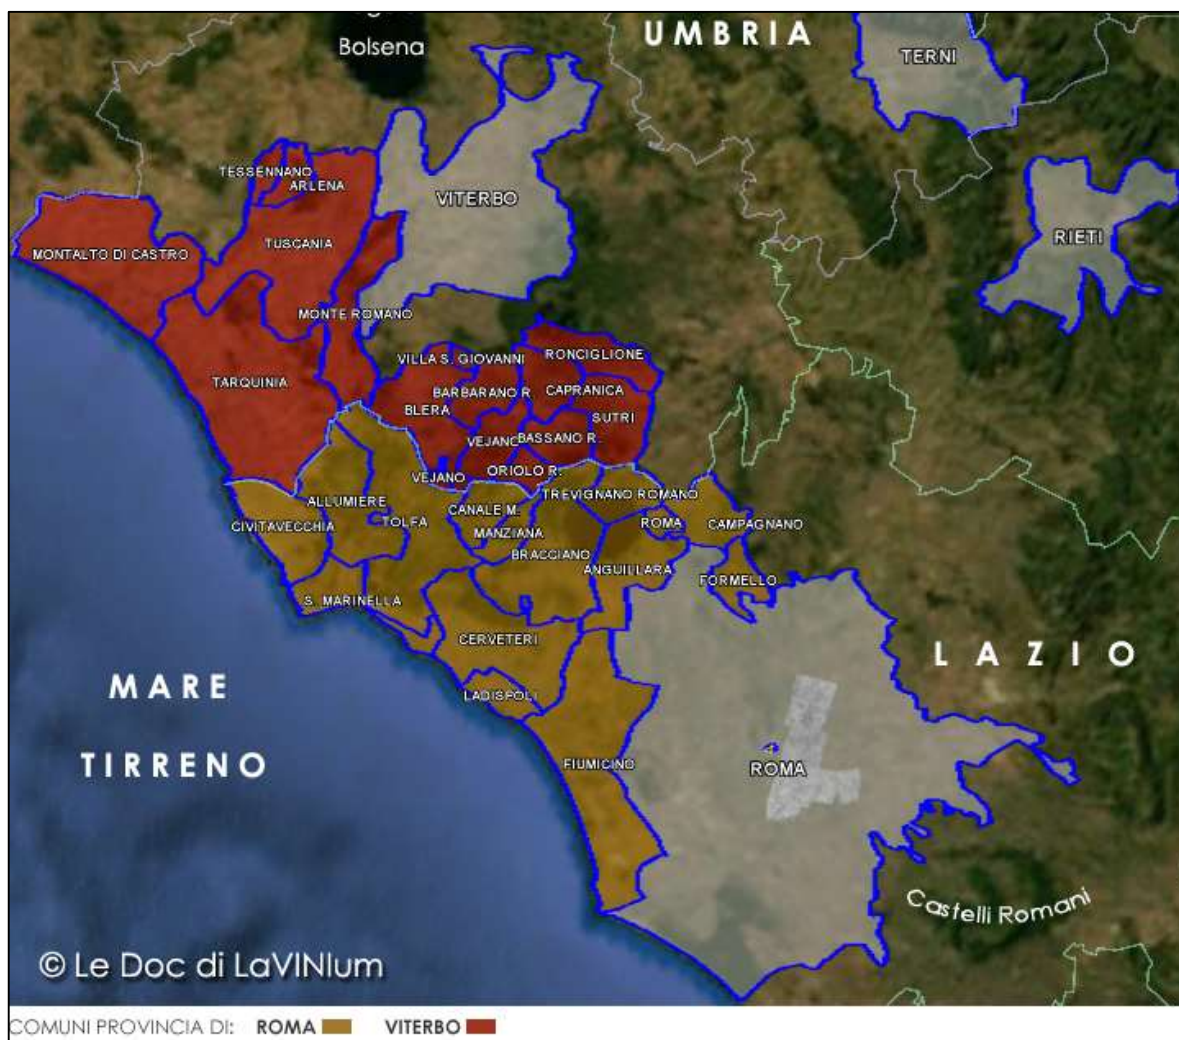 UMBRIA
Bolsena
TERNI
TESSENNANO
ARLENA
VITERBO
RIETI
TUSCANIA
MONTALTO DI CASTRO
MONTE ROMANO
VILLA S. GIOVANNI
RONCIGLIONE
TARQUINIA
BARBARANO R.
CAPRANICA
BLERA
SUTRI
VEJANO
BASSANO R.
ORIOLO R.
VEJANO
TREVIGNANO ROMANO
ALLUMIERE
CANALE M.
CIVITAVECCHIA
TOLFA
ROMA
CAMPAGNANO
MANZIANA
BRACCIANO
ANGUILLARA
FORMELLO
S. MARINELLA
CERVETERI
LAZIO
LADISPOLI
MARE
TIRRENO
FIUMICINO
ROMA
Castelli Romani
© Le Doc di LaVINIum
COMUNI PROVINCIA DI: ROMA VITERBO